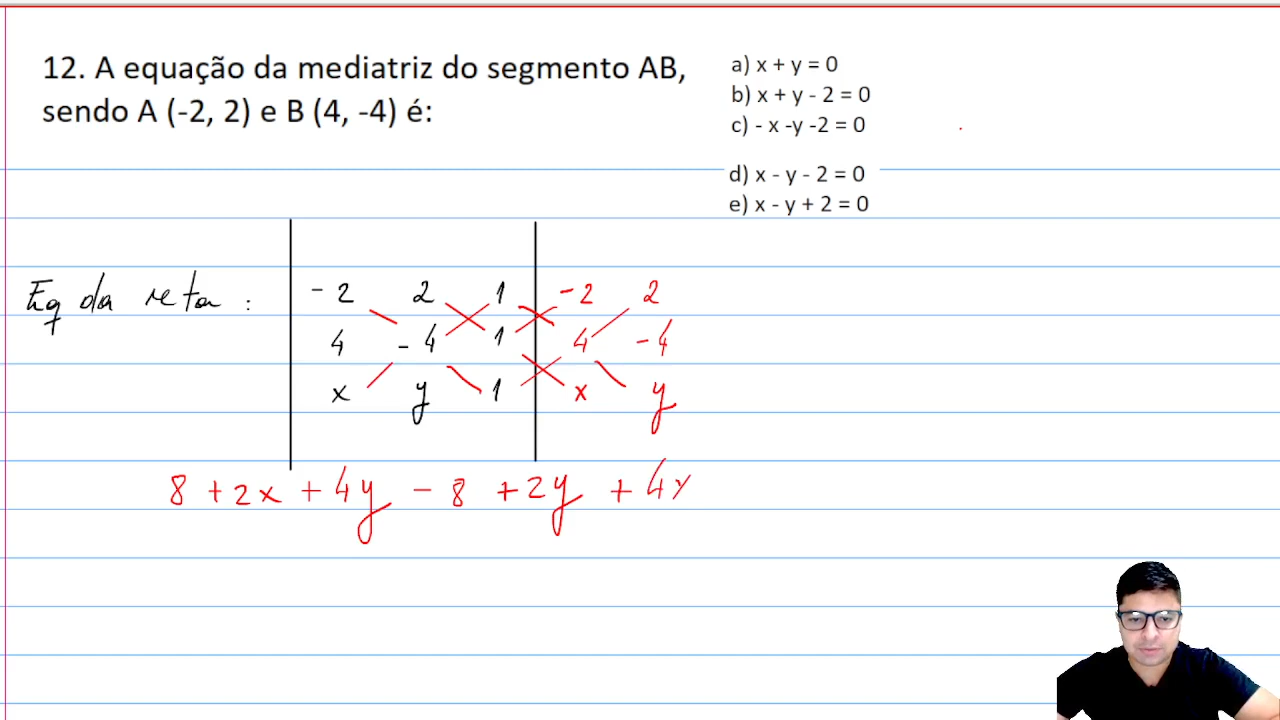 12. A equação da mediatriz do segmento AB,
sendo A (-2, 2) e B (4, -4) é:
a) x + y = 0
b) x + y - 2 = 0
c) - x -y -2 = 0
d) x - y - 2 = 0
e) x - y + 2 = 0
Eq da reta :
-2 2 1 -2 2
4 -4 1 4 -4
x y 1 x y
8 + 2x + 4y - 8 + 2y + 4x